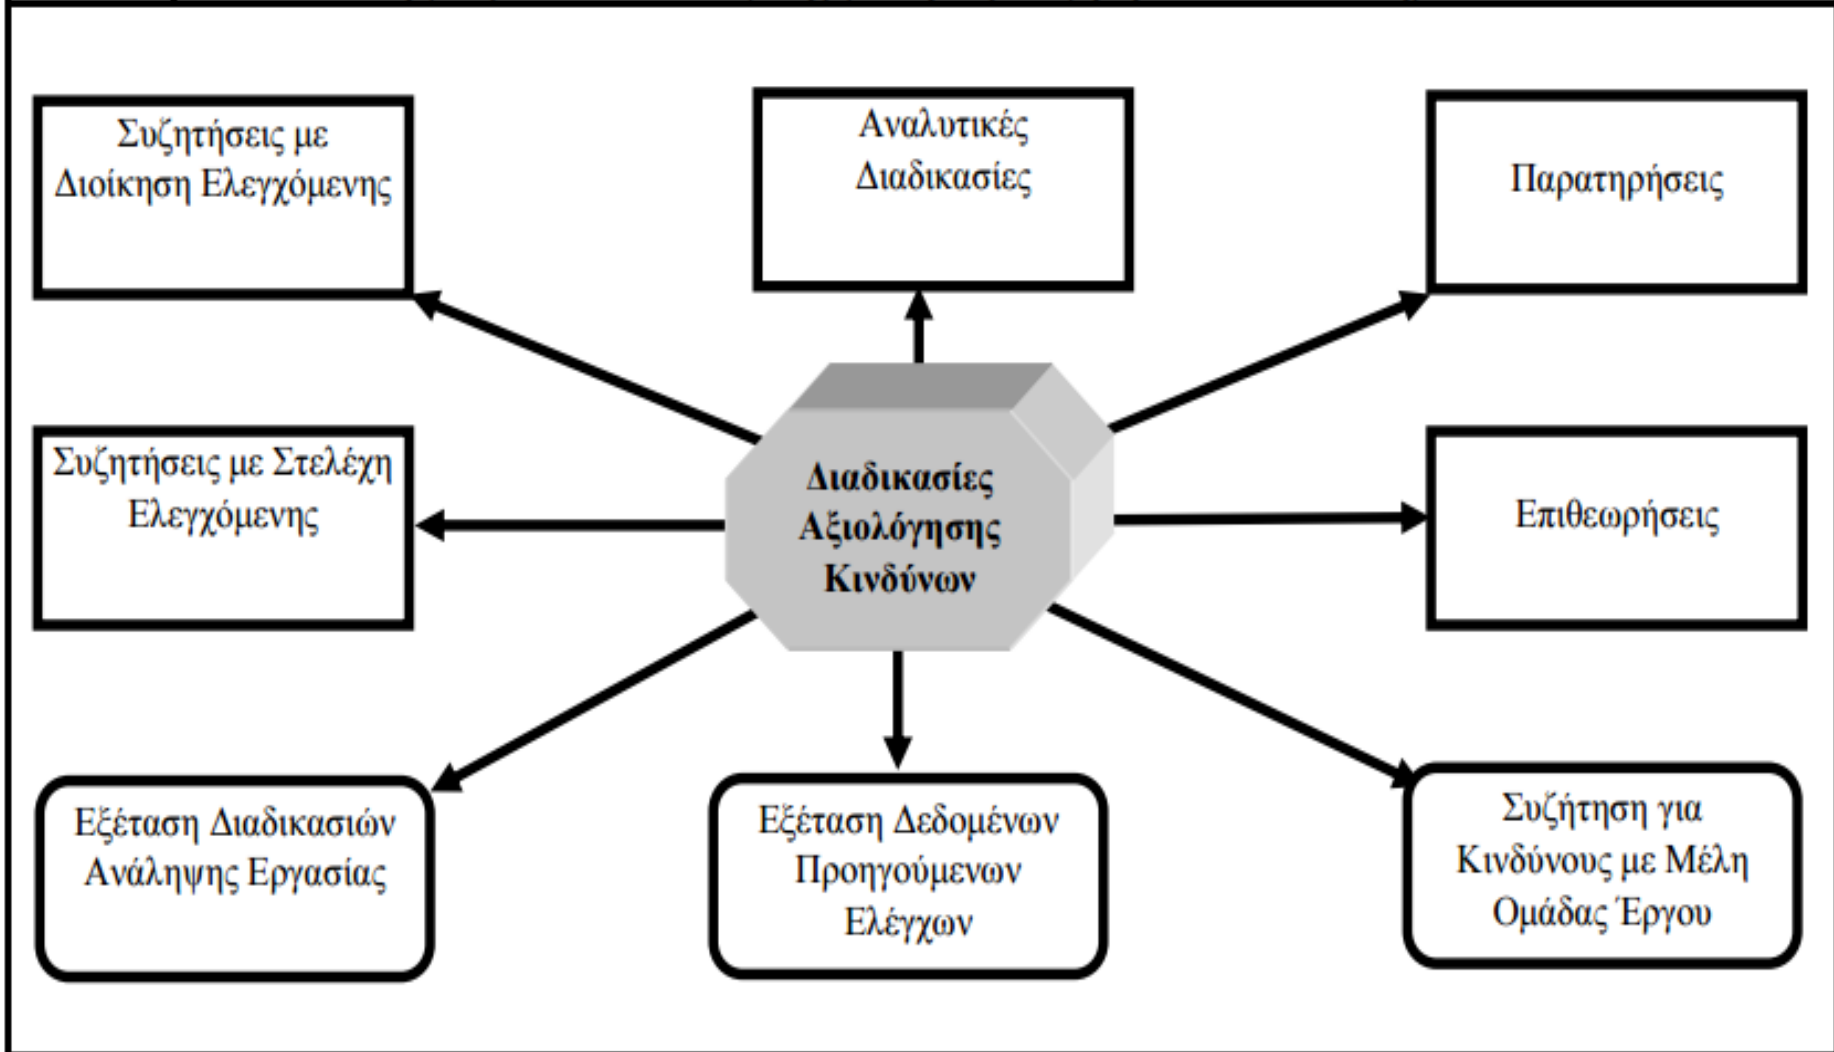 Συζητήσεις με
Διοίκηση Ελεγχόμενης
Αναλυτικές
Διαδικασίες
Παρατηρήσεις
Συζητήσεις με Στελέχη
Ελεγχόμενης
Διαδικασίες
Αξιολόγησης
Κινδύνων
Επιθεωρήσεις
Εξέταση Διαδικασιών
Ανάληψης Εργασίας
Εξέταση Δεδομένων
Προηγούμενων
Ελέγχων
Συζήτηση για
Κινδύνους με Μέλη
Ομάδας Έργου